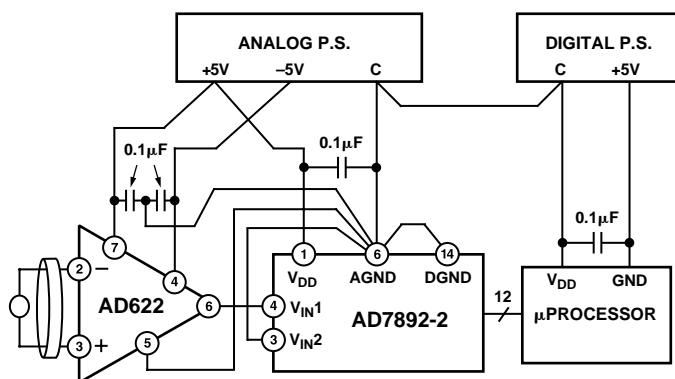 ANALOG P.S.
+5V –5V C
DIGITAL P.S.
C +5V
0.1μF
0.1μF
0.1μF
7
1
6
14
V_DD AGND DGND
V_DD GND
2 –
4
AD622
6
4 V_IN1
AD7892-2
12
μPROCESSOR
3 +
5
3 V_IN2